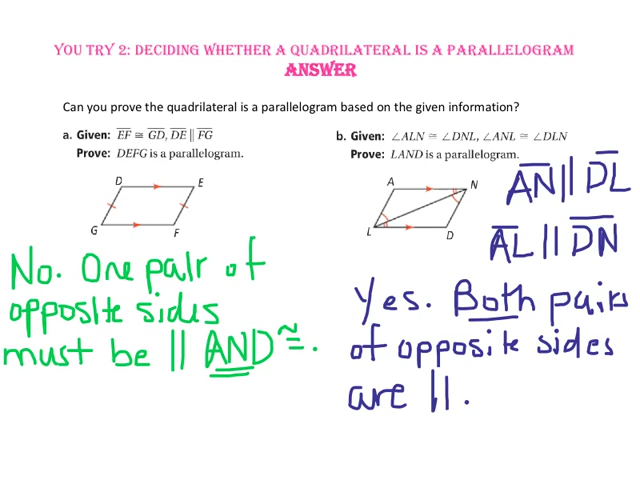 YOU TRY 2: DECIDING WHETHER A QUADRILATERAL IS A PARALLELOGRAM
ANSWER
Can you prove the quadrilateral is a parallelogram based on the given information?
a. Given: EF ≅ GD, DE ∥ FG
Prove: DEFG is a parallelogram.
D
E
G
F
No. One pair of
opposite sides
must be || AND ≅.
b. Given: ∠ALN ≅ ∠DNL, ∠ANL ≅ ∠DLN
Prove: LAND is a parallelogram.
A
N
L
D
AN || DL
AL || DN
Yes. Both pairs
of opposite sides
are ||.